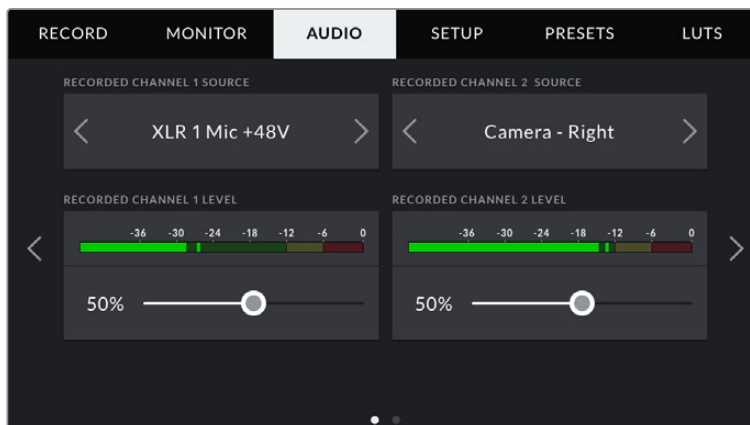 RECORD MONITOR AUDIO SETUP PRESETS LUTS
RECORDED CHANNEL 1 SOURCE
RECORDED CHANNEL 2 SOURCE
XLR 1 Mic +48V
Camera - Right
RECORDED CHANNEL 1 LEVEL
RECORDED CHANNEL 2 LEVEL
-36 -30 -24 -18 -12 -6 0
-36 -30 -24 -18 -12 -6 0
50%
50%